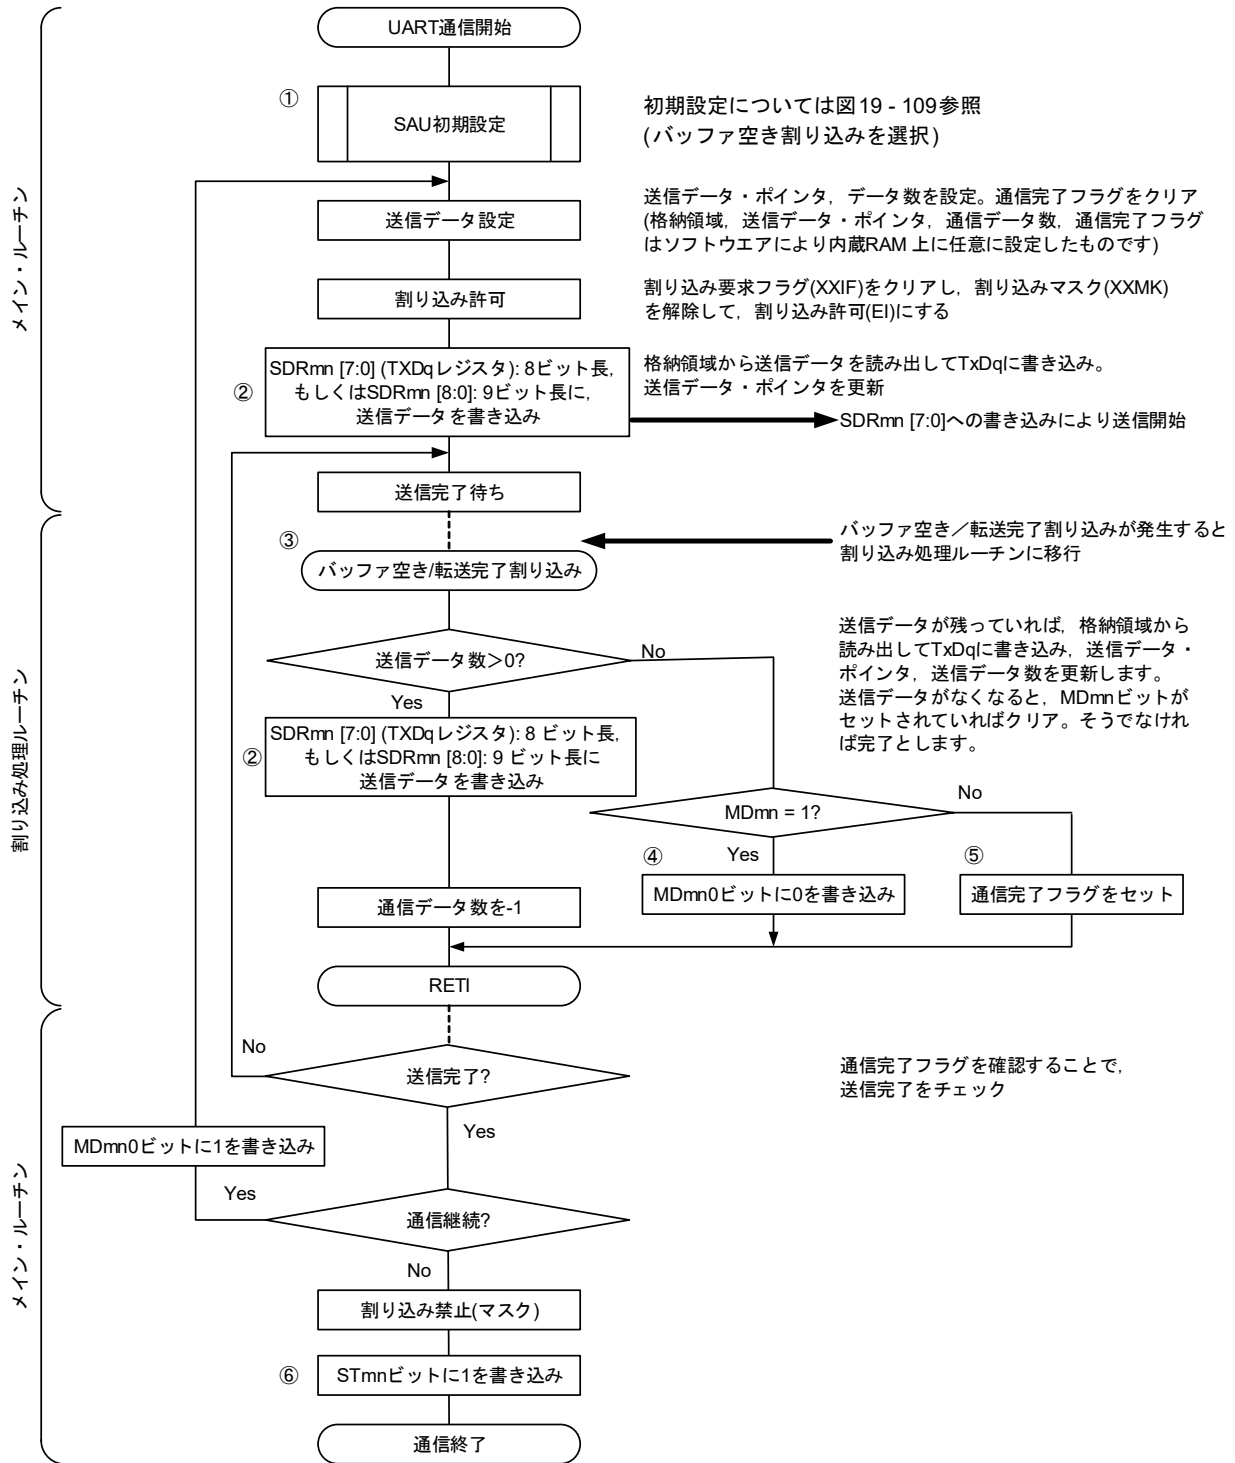 UART通信開始
①
SAU初期設定
初期設定については図19 - 109参照
(バッファ空き割り込みを選択)
メイン・ルーチン
送信データ設定
送信データ・ポインタ，データ数を設定。通信完了フラグをクリア
(格納領域，送信データ・ポインタ，通信データ数，通信完了フラグ
はソフトウエアにより内蔵RAM 上に任意に設定したものです)
割り込み許可
割り込み要求フラグ(XXIF)をクリアし，割り込みマスク(XXMK)
を解除して，割り込み許可(EI)にする
②
SDRmn [7:0] (TXDqレジスタ): 8ビット長，
もしくはSDRmn [8:0]: 9ビット長に，
送信データを書き込み
格納領域から送信データを読み出してTxDqに書き込み。
送信データ・ポインタを更新
SDRmn [7:0]への書き込みにより送信開始
送信完了待ち
③
バッファ空き／転送完了割り込みが発生すると
割り込み処理ルーチンに移行
バッファ空き/転送完了割り込み
割り込み処理ルーチン
送信データ数＞0?
No
Yes
送信データが残っていれば，格納領域から
読み出してTxDqに書き込み，送信データ・
ポインタ，送信データ数を更新します。
送信データがなくなると，MDmnビットが
セットされていればクリア。そうでなけれ
ば完了とします。
②
SDRmn [7:0] (TXDqレジスタ): 8 ビット長，
もしくはSDRmn [8:0]: 9 ビット長に
送信データを書き込み
MDmn = 1?
No
Yes
④
MDmn0ビットに0を書き込み
⑤
通信完了フラグをセット
通信データ数を-1
RETI
メイン・ルーチン
No
送信完了?
通信完了フラグを確認することで，
送信完了をチェック
Yes
MDmn0ビットに1を書き込み
Yes
通信継続?
No
割り込み禁止(マスク)
⑥
STmnビットに1を書き込み
通信終了